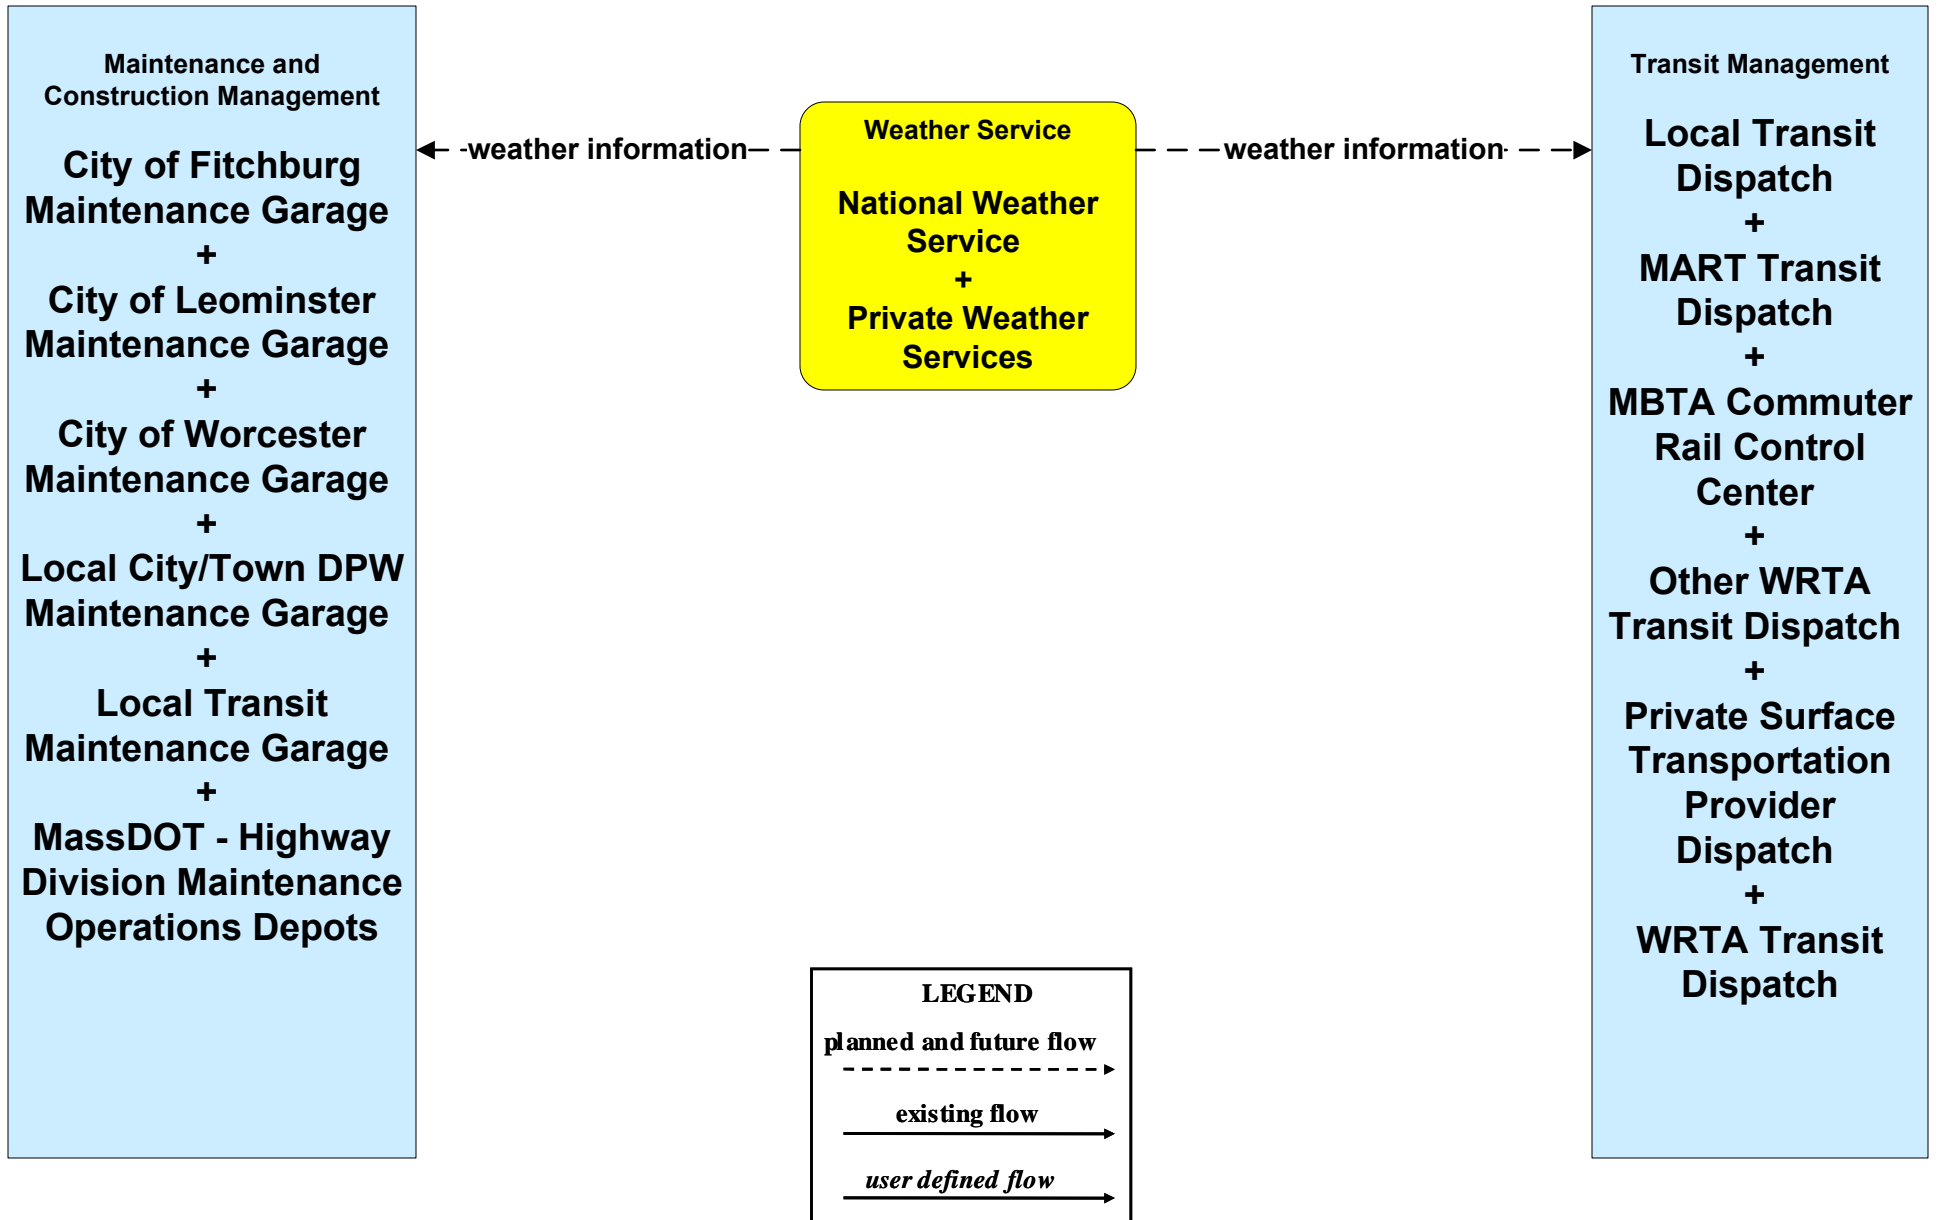 Maintenance and
Construction Management
City of Fitchburg
Maintenance Garage
+
City of Leominster
Maintenance Garage
+
City of Worcester
Maintenance Garage
+
Local City/Town DPW
Maintenance Garage
+
Local Transit
Maintenance Garage
+
MassDOT - Highway
Division Maintenance
Operations Depots
weather information
Weather Service
National Weather
Service
+
Private Weather
Services
weather information
Transit Management
Local Transit
Dispatch
+
MART Transit
Dispatch
+
MBTA Commuter
Rail Control
Center
+
Other WRTA
Transit Dispatch
+
Private Surface
Transportation
Provider
Dispatch
+
WRTA Transit
Dispatch
LEGEND
planned and future flow
existing flow
user defined flow